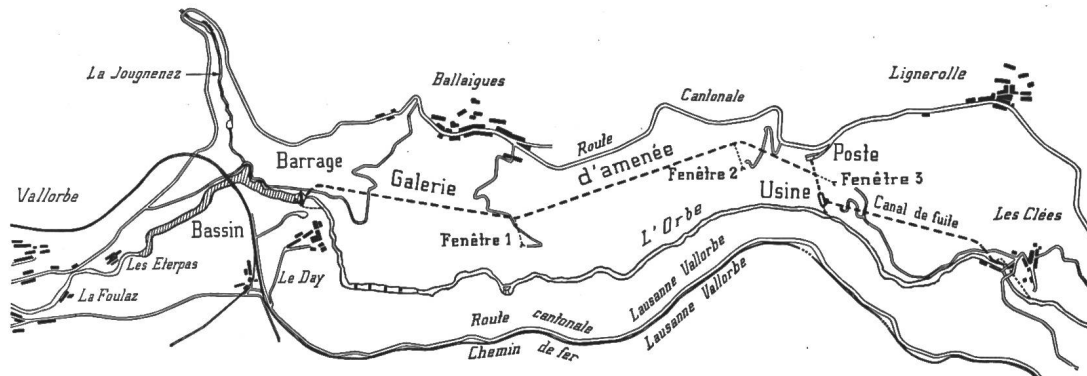 La Jougnenaz
Ballaigues
Lignerolle
Cantonale
Route
Barrage
Galerie
d'amenée
Poste
Fenêtre 2
Fenêtre 3
Vallorbe
Usine
Canal de fuite
Les Clées
Bassin
Fenêtre 1
L'Orbe
Les Eterpas
Le Day
La Foulaz
Lausanne Vallorbe
Lausanne Vallorbe
Route cantonale
Chemin de fer